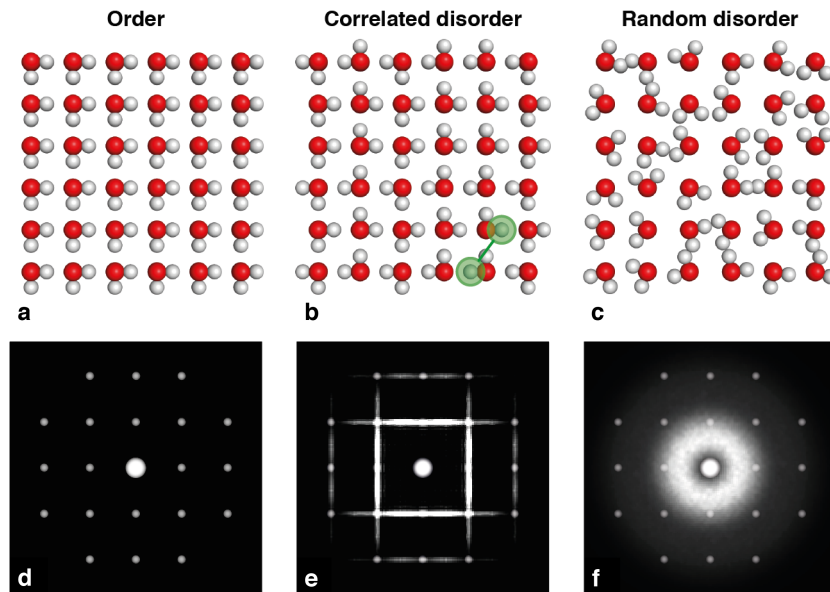 Order
Correlated disorder
Random disorder
a
b
c
d
e
f